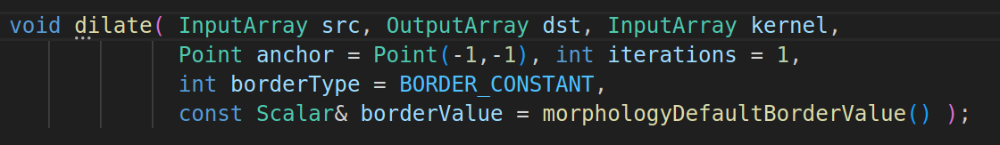 void dilate( InputArray src, OutputArray dst, InputArray kernel,
Point anchor = Point(-1,-1), int iterations = 1,
int borderType = BORDER_CONSTANT,
const Scalar& borderValue = morphologyDefaultBorderValue() );